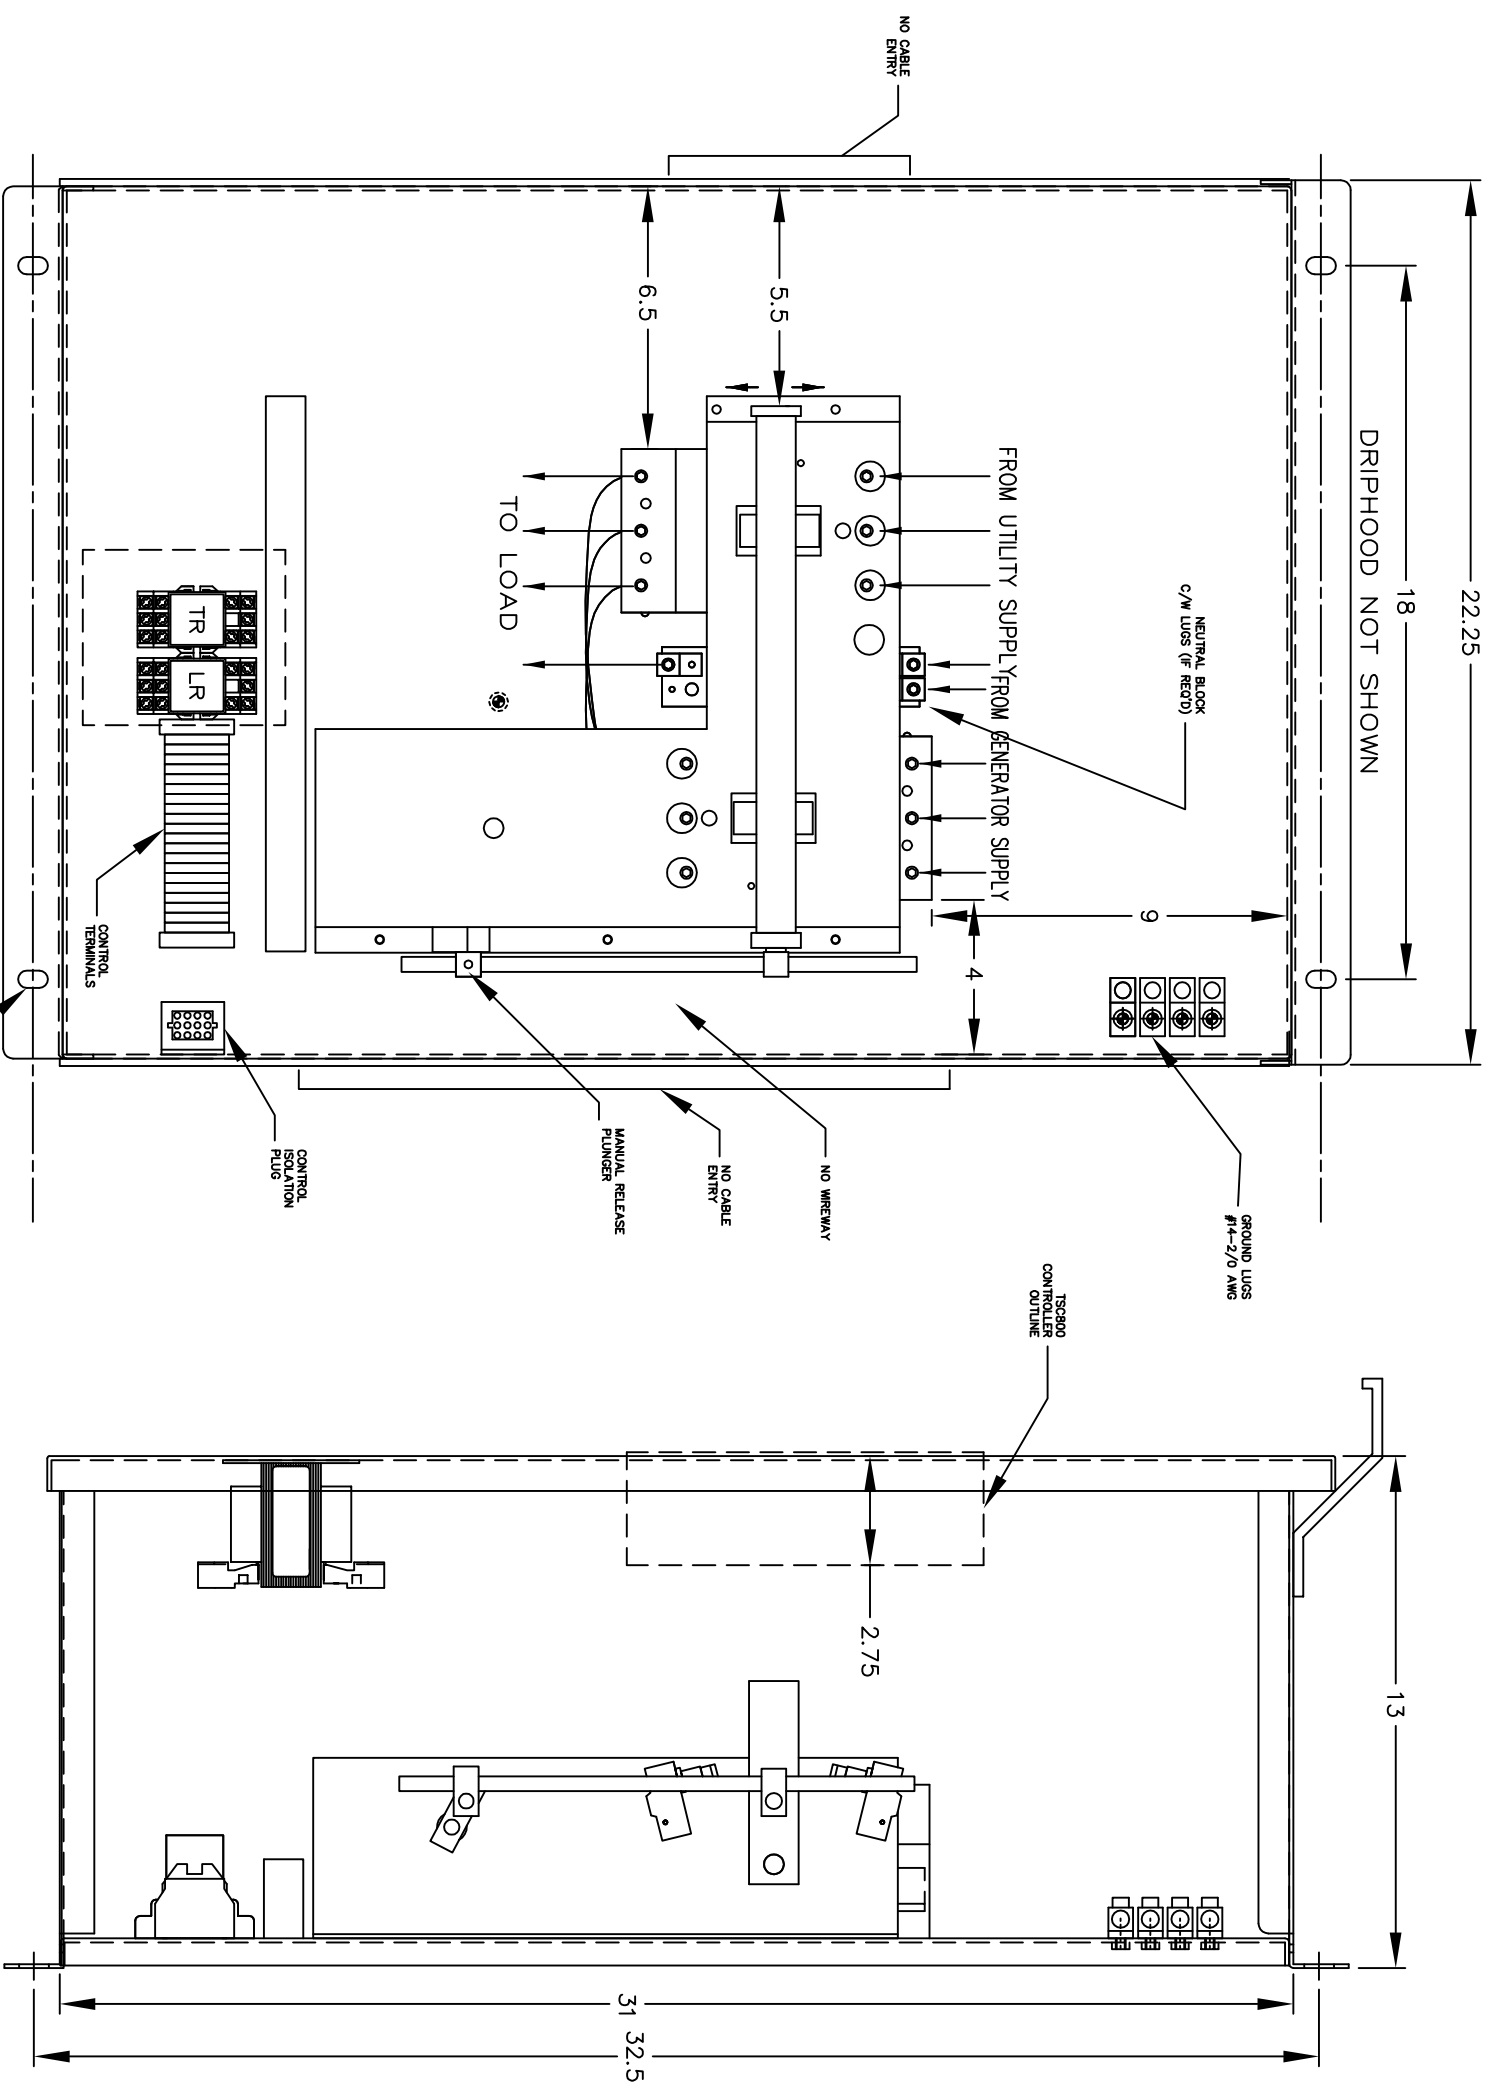 NO CABLE
ENTRY
22.25
18
DRIPHOOD NOT SHOWN
5.5
6.5
FROM UTILITY SUPPLY
FROM GENERATOR SUPPLY
NEUTRAL BLOCK
C/W LUGS (IF REQ'D)
9
4
TO LOAD
TR
LR
CONTROL
TERMINALS
CONTROL
ISOLATION
PLUG
MANUAL RELEASE
PLUNGER
NO CABLE
ENTRY
NO WIREWAY
GROUND LUGS
#14-2/0 AWG
TSC800
CONTROLLER
OUTLINE
2.75
13
31
32.5